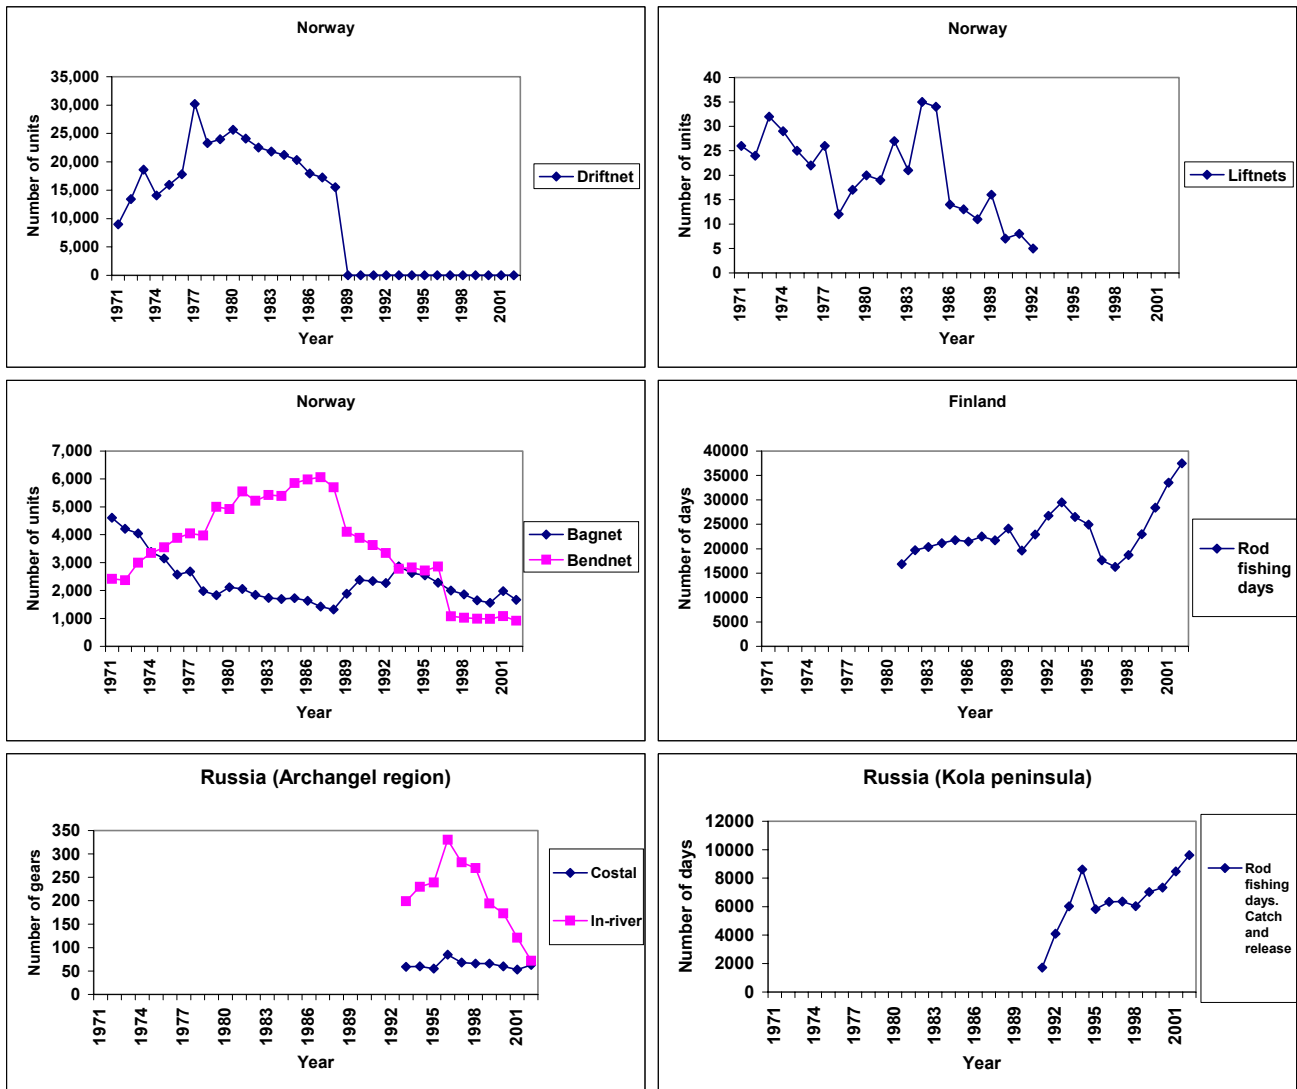 Norway
35,000
30,000
25,000
20,000
15,000
10,000
5,000
0
Number of units
1971 1974 1977 1980 1983 1986 1989 1992 1995 1998 2001
Year
Driftnet
Norway
40
35
30
25
20
15
10
5
0
Number of units
1971 1974 1977 1980 1983 1986 1989 1992 1995 1998 2001
Year
Liftnets
Norway
7,000
6,000
5,000
4,000
3,000
2,000
1,000
0
Number of units
1971 1974 1977 1980 1983 1986 1989 1992 1995 1998 2001
Year
Bagnet
Bendnet
Finland
40000
35000
30000
25000
20000
15000
10000
5000
0
Number of days
1971 1974 1977 1980 1983 1986 1989 1992 1995 1998 2001
Year
Rod
fishing
days
Russia (Archangel region)
350
300
250
200
150
100
50
0
Number of gears
1971 1974 1977 1980 1983 1986 1989 1992 1995 1998 2001
Year
Costal
In-river
Russia (Kola peninsula)
12000
10000
8000
6000
4000
2000
0
Number of days
1971 1974 1977 1980 1983 1986 1989 1992 1995 1998 2001
Year
Rod
fishing
days.
Catch
and
release